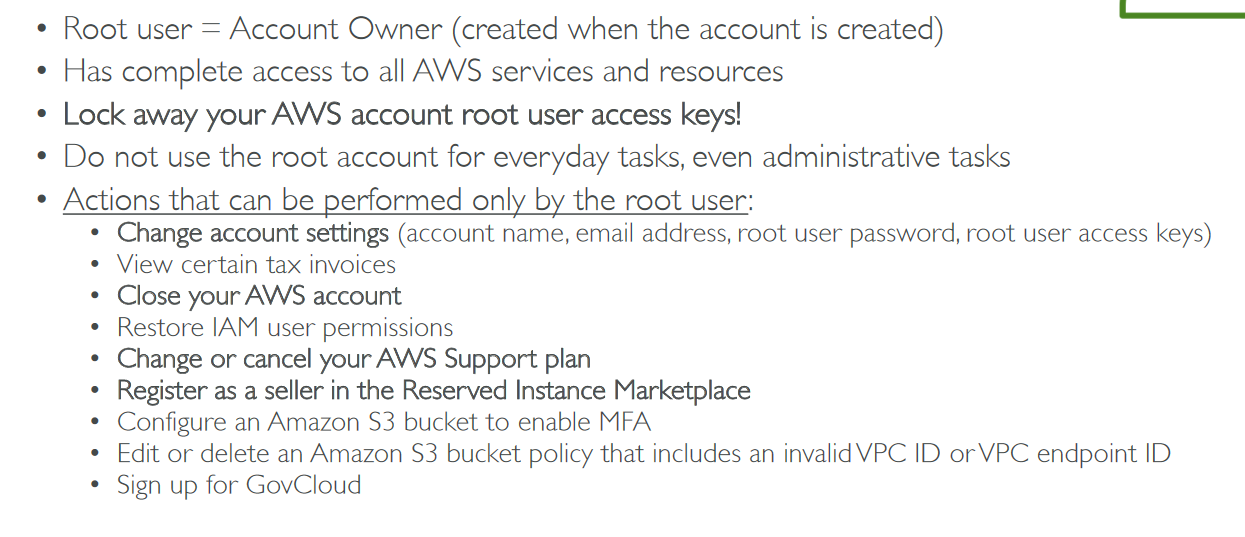 • Root user = Account Owner (created when the account is created)
• Has complete access to all AWS services and resources
• Lock away your AWS account root user access keys!
• Do not use the root account for everyday tasks, even administrative tasks
• Actions that can be performed only by the root user:
• Change account settings (account name, email address, root user password, root user access keys)
• View certain tax invoices
• Close your AWS account
• Restore IAM user permissions
• Change or cancel your AWS Support plan
• Register as a seller in the Reserved Instance Marketplace
• Configure an Amazon S3 bucket to enable MFA
• Edit or delete an Amazon S3 bucket policy that includes an invalid VPC ID or VPC endpoint ID
• Sign up for GovCloud